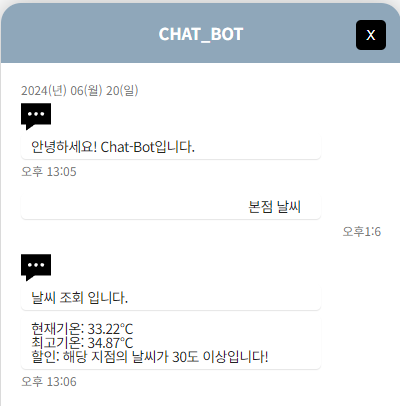 CHAT_BOT
X
2024(년) 06(월) 20(일)
안녕하세요! Chat-Bot입니다.
오후 13:05
본점 날씨
오후1:6
날씨 조회 입니다.
현재기온: 33.22°C
최고기온: 34.87°C
할인: 해당 지점의 날씨가 30도 이상입니다!
오후 13:06